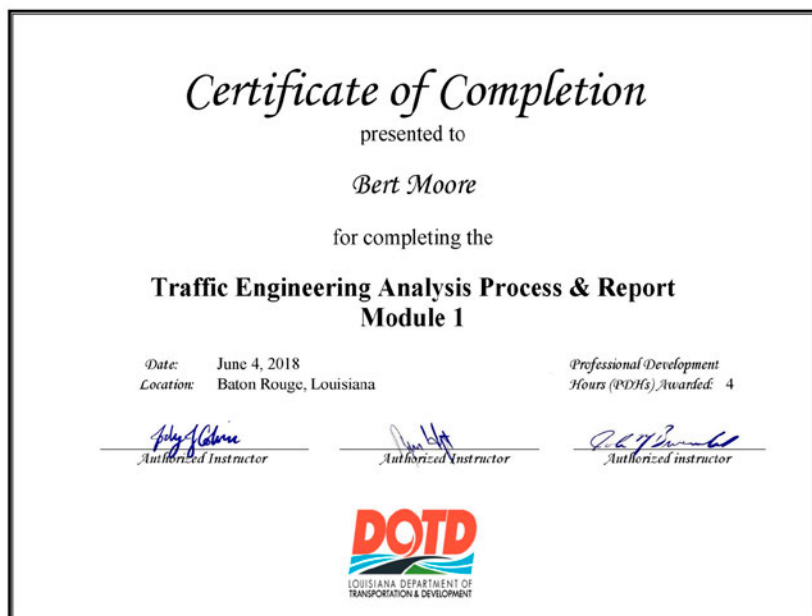 Certificate of Completion
presented to
Bert Moore
for completing the
Traffic Engineering Analysis Process & Report
Module 1
Date: June 4, 2018
Location: Baton Rouge, Louisiana
Professional Development
Hours (PDHs) Awarded: 4
Authorized Instructor
Authorized Instructor
Authorized instructor
DOTD
LOUISIANA DEPARTMENT OF
TRANSPORTATION & DEVELOPMENT